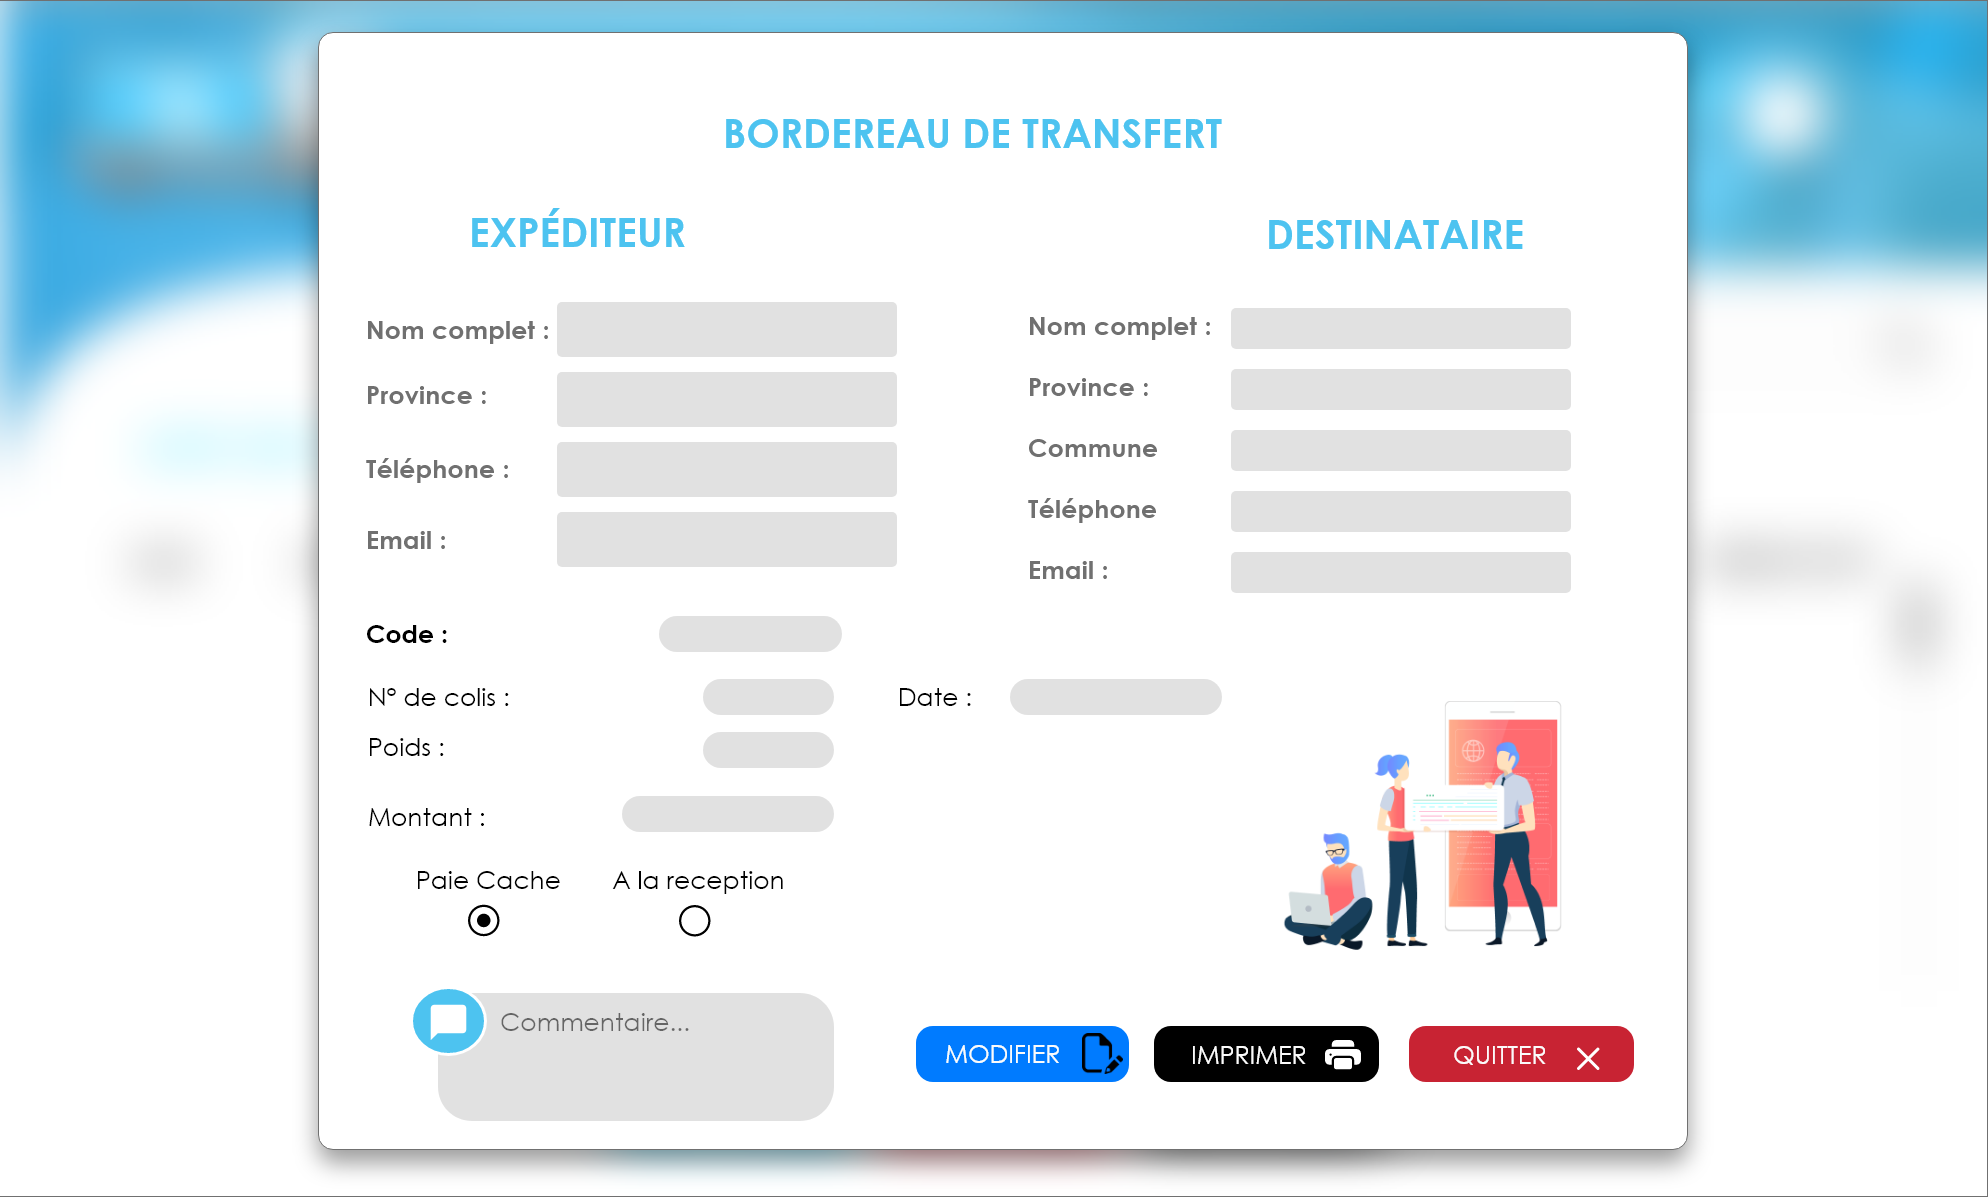 BORDEREAU DE TRANSFERT
EXPÉDITEUR
Nom complet :
Province :
Téléphone :
Email :
DESTINATAIRE
Nom complet :
Province :
Commune
Téléphone
Email :
Code :
N° de colis :
Date :
Poids :
Montant :
Paie Cache
A la reception
Commentaire...
MODIFIER
IMPRIMER
QUITTER